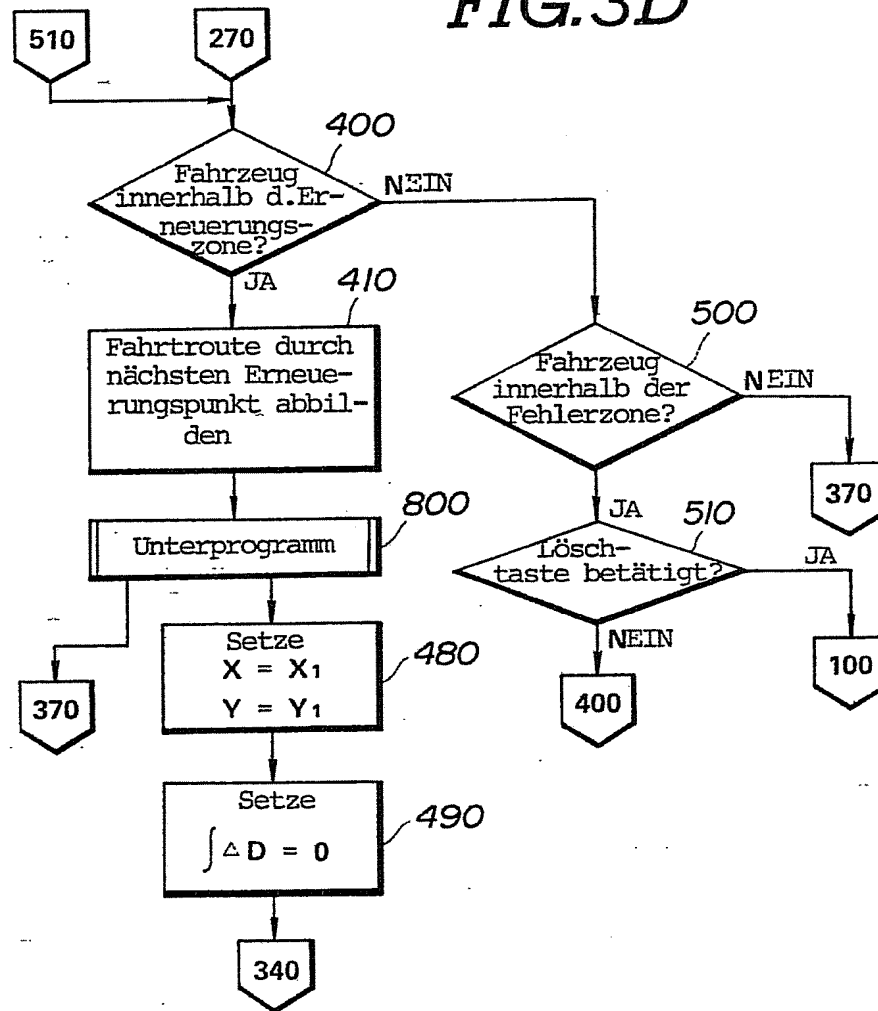 FIG.3D
510
270
400
Fahrzeug
innerhalb d.Er-
neuerungs-
zone?
NEIN
JA
410
Fahrtroute durch
nächsten Erneue-
rungspunkt abbil-
den
500
Fahrzeug
innerhalb der
Fehlerzone?
NEIN
370
JA
800
Unterprogramm
510
Lösch-
taste betätigt?
JA
NEIN
100
400
370
Setze
X = X1
Y = Y1
480
Setze
∫ △ D = 0
490
340